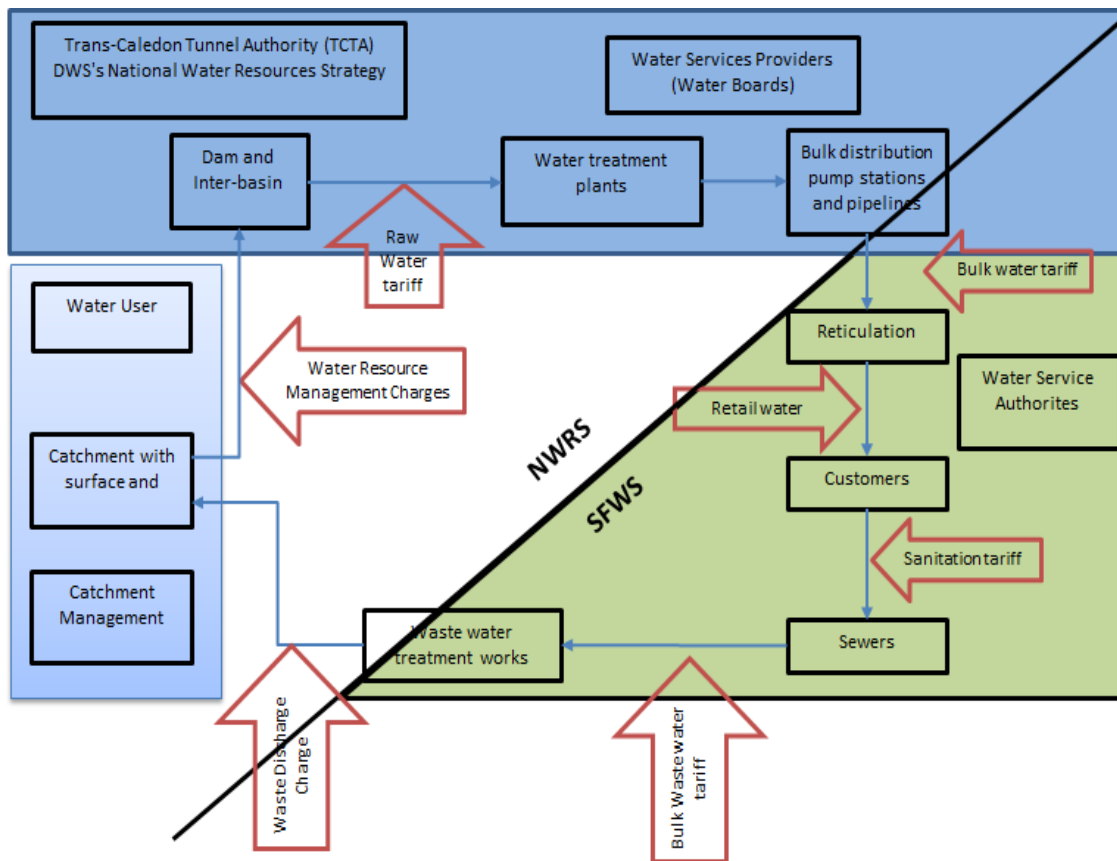 Trans-Caledon Tunnel Authority (TCTA)
DWS's National Water Resources Strategy
Water Services Providers
(Water Boards)
Dam and
Inter-basin
Water treatment
plants
Bulk distribution
pump stations
and pipelines
Raw
Water
tariff
Bulk water tariff
Water User
Reticulation
Water Resource
Management Charges
Water Service
Authorites
Retail water
NWRS
SFWS
Catchment with
surface and
Customers
Sanitation tariff
Catchment
Management
Waste water
treatment works
Sewers
Waste Discharge
Charge
Bulk Waste water
tariff